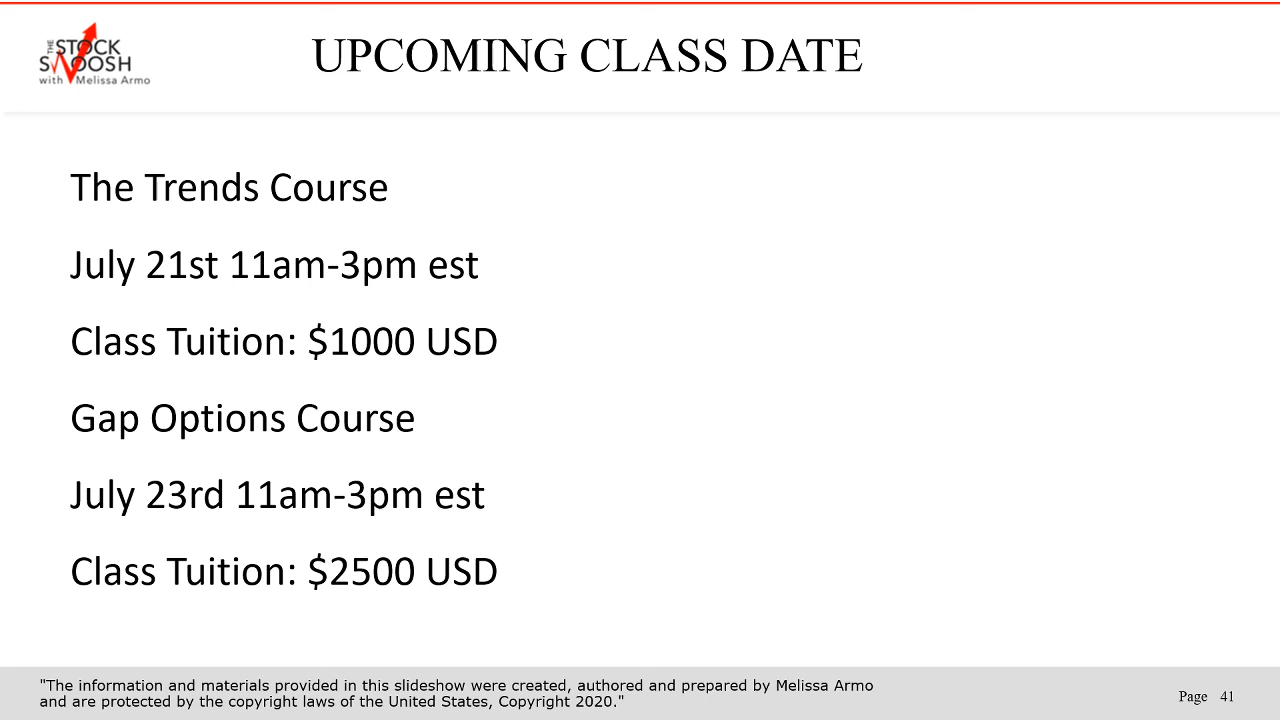 THE
STOCK
SWOOSH
with Melissa Armo
UPCOMING CLASS DATE
The Trends Course
July 21st 11am-3pm est
Class Tuition: $1000 USD
Gap Options Course
July 23rd 11am-3pm est
Class Tuition: $2500 USD
"The information and materials provided in this slideshow were created, authored and prepared by Melissa Armo
and are protected by the copyright laws of the United States, Copyright 2020."
Page 41